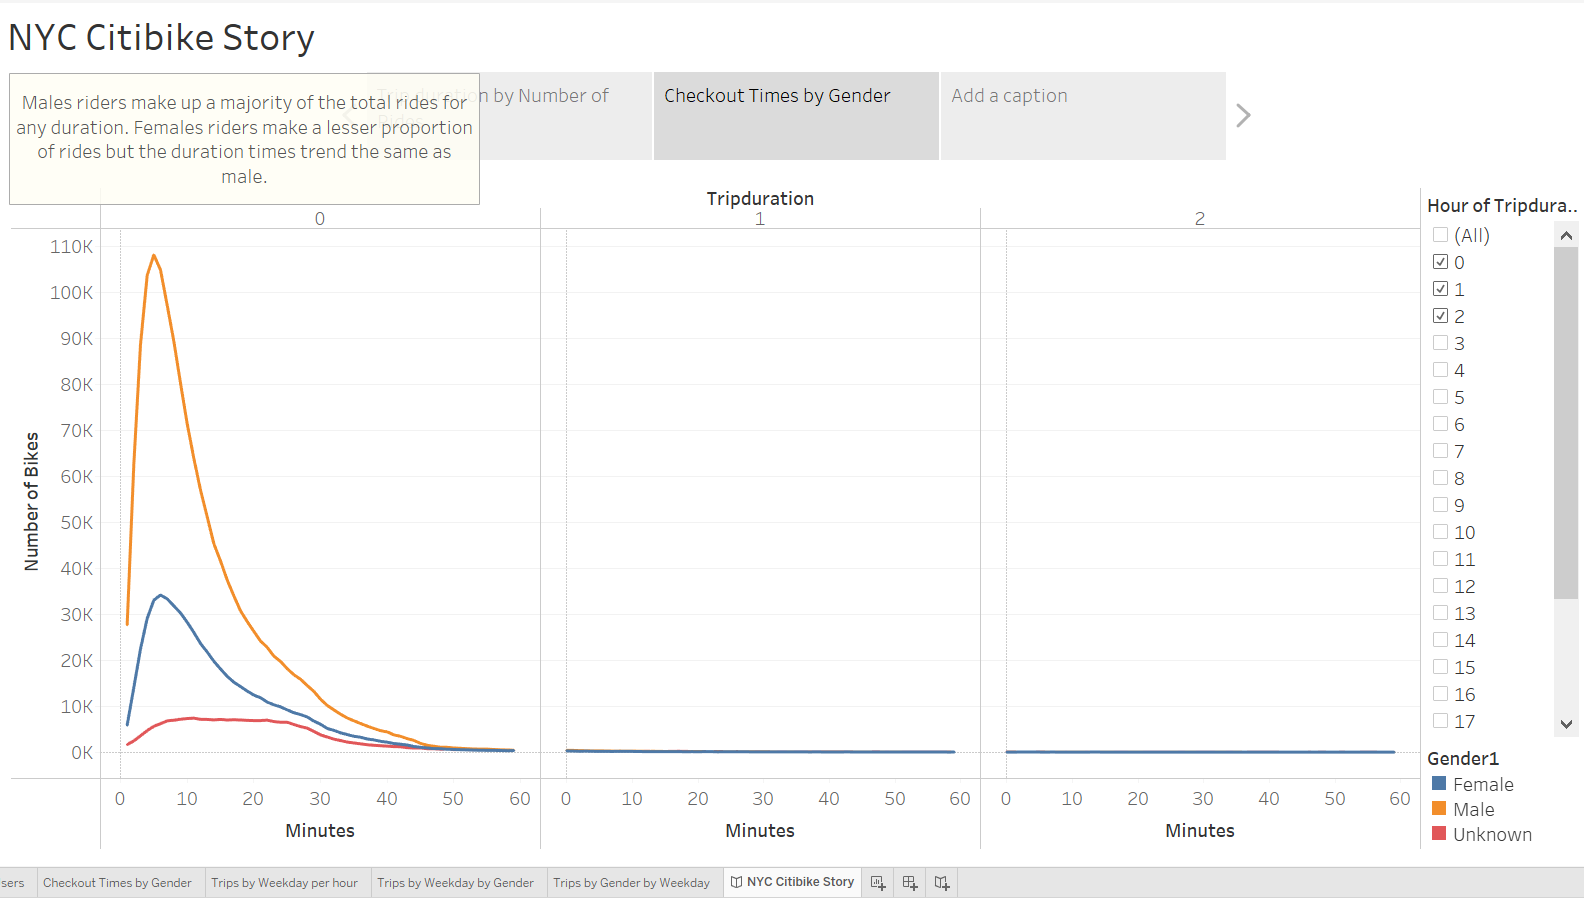 NYC Citibike Story
Males riders make up a majority of the total rides for
any duration. Females riders make a lesser proportion
of rides but the duration times trend the same as
male.
Trip duration by Number of
Checkout Times by Gender
Add a caption
Tripduration
0
1
2
110K
100K
90K
80K
70K
60K
50K
40K
30K
20K
10K
0K
Number of Bikes
0 10 20 30 40 50 60
0 10 20 30 40 50 60
0 10 20 30 40 50 60
Minutes
Minutes
Minutes
Hour of Tripdura..
(All)
0
1
2
3
4
5
6
7
8
9
10
11
12
13
14
15
16
17
Gender1
Female
Male
Unknown
sers
Checkout Times by Gender
Trips by Weekday per hour
Trips by Weekday by Gender
Trips by Gender by Weekday
NYC Citibike Story